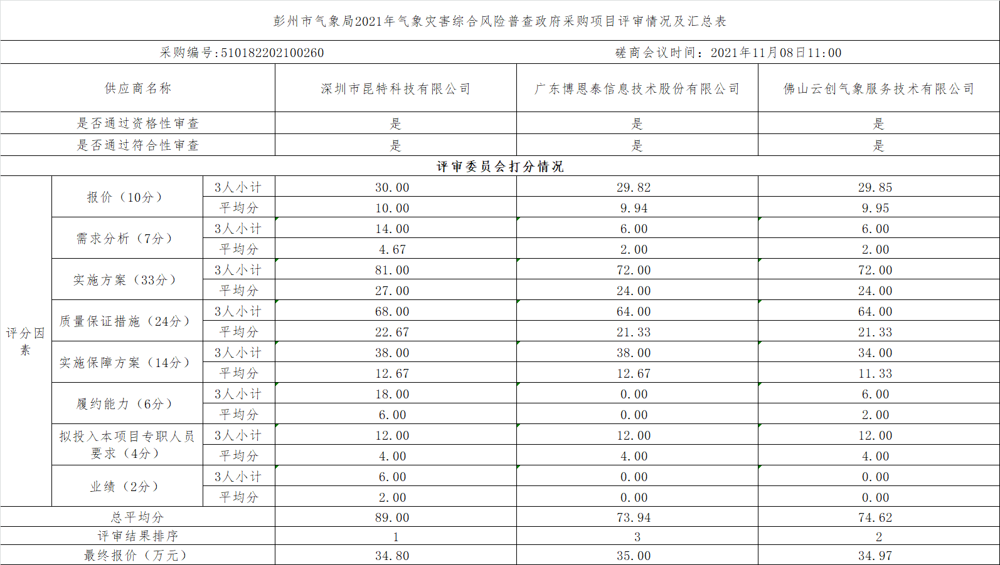 彭州市气象局2021年气象灾害综合风险普查政府采购项目评审情况及汇总表
采购编号:510182202100260 磋商会议时间：2021年11月08日11:00
供应商名称 深圳市昆特科技有限公司 广东博恩泰信息技术股份有限公司 佛山云创气象服务技术有限公司
是否通过资格性审查 是 是 是
是否通过符合性审查 是 是 是
评审委员会打分情况
评分因
素
报价（10分） 3人小计 30.00 29.82 29.85
平均分 10.00 9.94 9.95
需求分析（7分） 3人小计 14.00 6.00 6.00
平均分 4.67 2.00 2.00
实施方案（33分） 3人小计 81.00 72.00 72.00
平均分 27.00 24.00 24.00
质量保证措施（24分） 3人小计 68.00 64.00 64.00
平均分 22.67 21.33 21.33
实施保障方案（14分） 3人小计 38.00 38.00 34.00
平均分 12.67 12.67 11.33
履约能力（6分） 3人小计 18.00 0.00 6.00
平均分 6.00 0.00 2.00
拟投入本项目专职人员
要求（4分）
3人小计 12.00 12.00 12.00
平均分 4.00 4.00 4.00
业绩（2分） 3人小计 6.00 0.00 0.00
平均分 2.00 0.00 0.00
总平均分 89.00 73.94 74.62
评审结果排序 1 3 2
最终报价（万元） 34.80 35.00 34.97